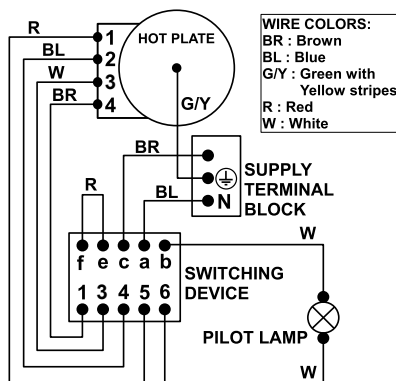 WIRE COLORS:
BR : Brown
BL : Blue
G/Y : Green with
Yellow stripes
R : Red
W : White
HOT PLATE
R 1
BL 2
W 3
BR 4
G/Y
BR
BL
N
SUPPLY
TERMINAL
BLOCK
R
W
f e c a b
1 3 4 5 6
SWITCHING
DEVICE
PILOT LAMP
W